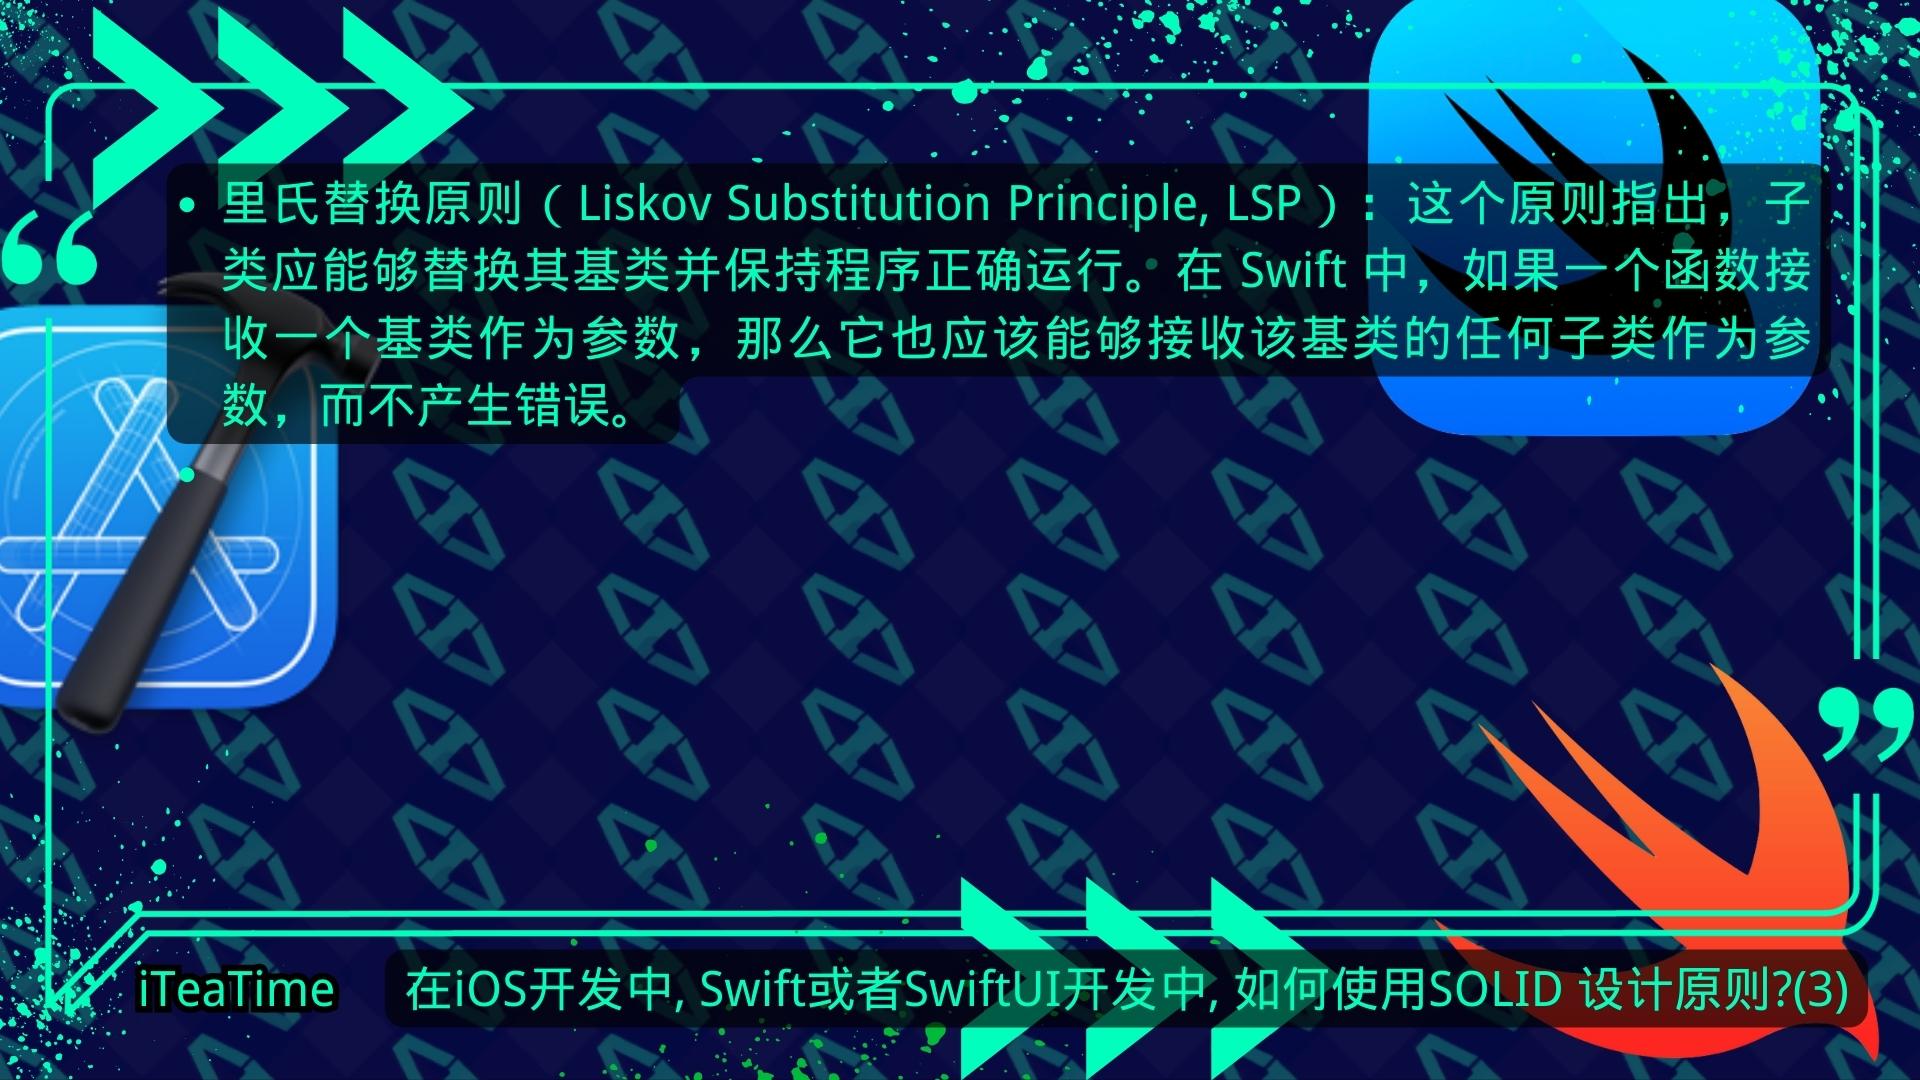 • 里氏替换原则（Liskov Substitution Principle, LSP）：这个原则指出，子
类应能够替换其基类并保持程序正确运行。在 Swift 中，如果一个函数接
收一个基类作为参数，那么它也应该能够接收该基类的任何子类作为参
数，而不产生错误。
•
iTeaTime
在iOS开发中, Swift或者SwiftUI开发中, 如何使用SOLID 设计原则?(3)